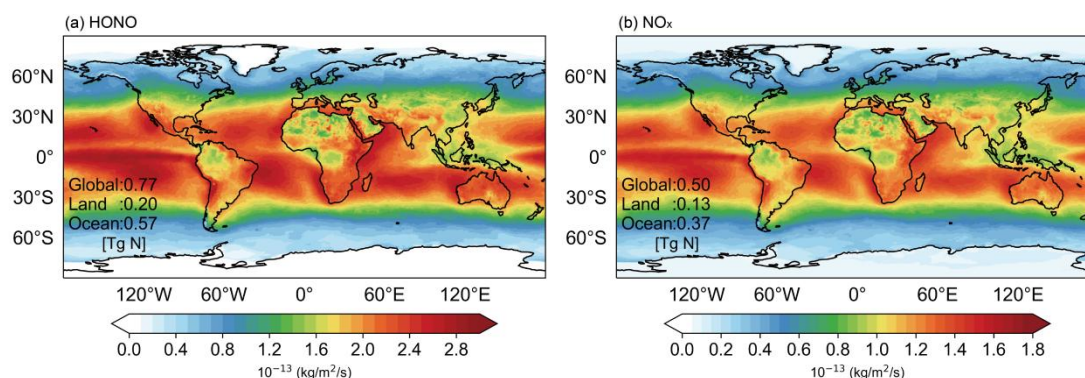 (a) HONO
60°N
30°N
0°
30°S
60°S
Global:0.77
Land :0.20
Ocean:0.57
[Tg N]
120°W 60°W 0° 60°E 120°E
0.0 0.4 0.8 1.2 1.6 2.0 2.4 2.8
10⁻¹³ (kg/m²/s)
(b) NOₓ
60°N
30°N
0°
30°S
60°S
Global:0.50
Land :0.13
Ocean:0.37
[Tg N]
120°W 60°W 0° 60°E 120°E
0.0 0.2 0.4 0.6 0.8 1.0 1.2 1.4 1.6 1.8
10⁻¹³ (kg/m²/s)